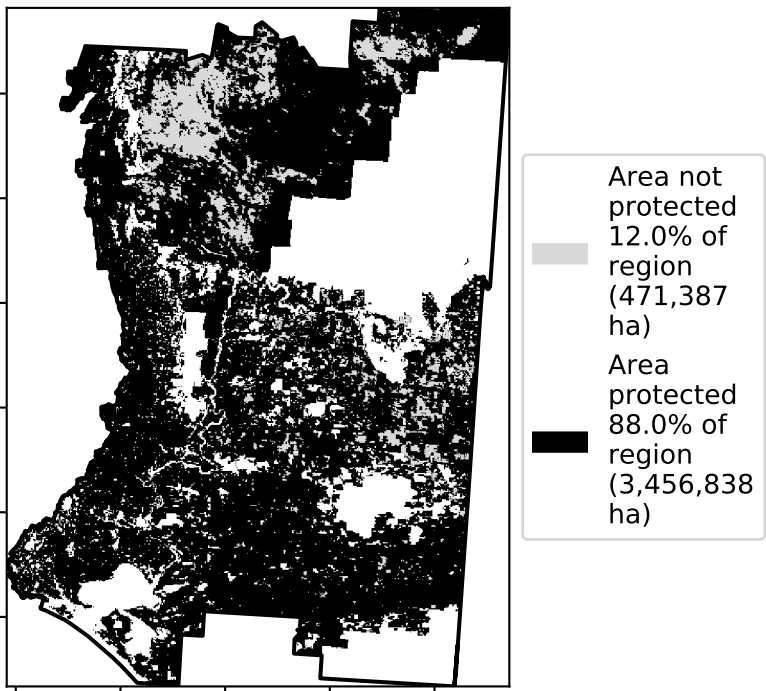 Area not
protected
12.0% of
region
(471,387
ha)
Area
protected
88.0% of
region
(3,456,838
ha)